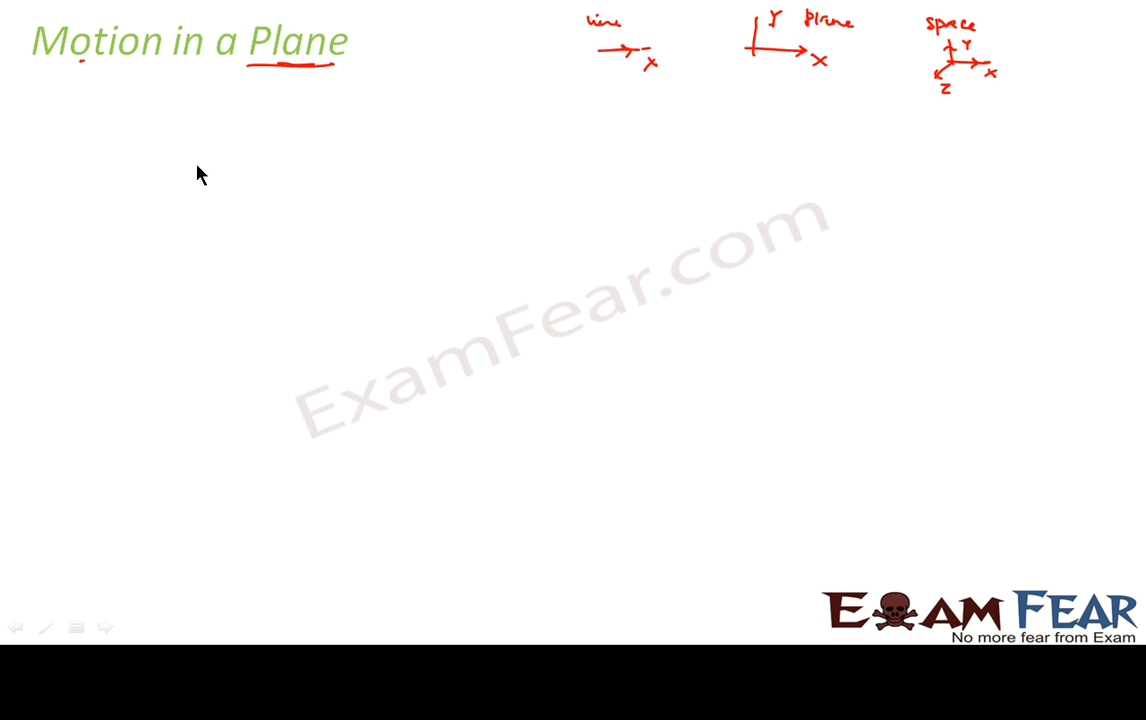 Motion in a Plane
line
X
Y Plane
X
space
Y
X
Z
ExamFear.com
EXAM FEAR
No more fear from Exam